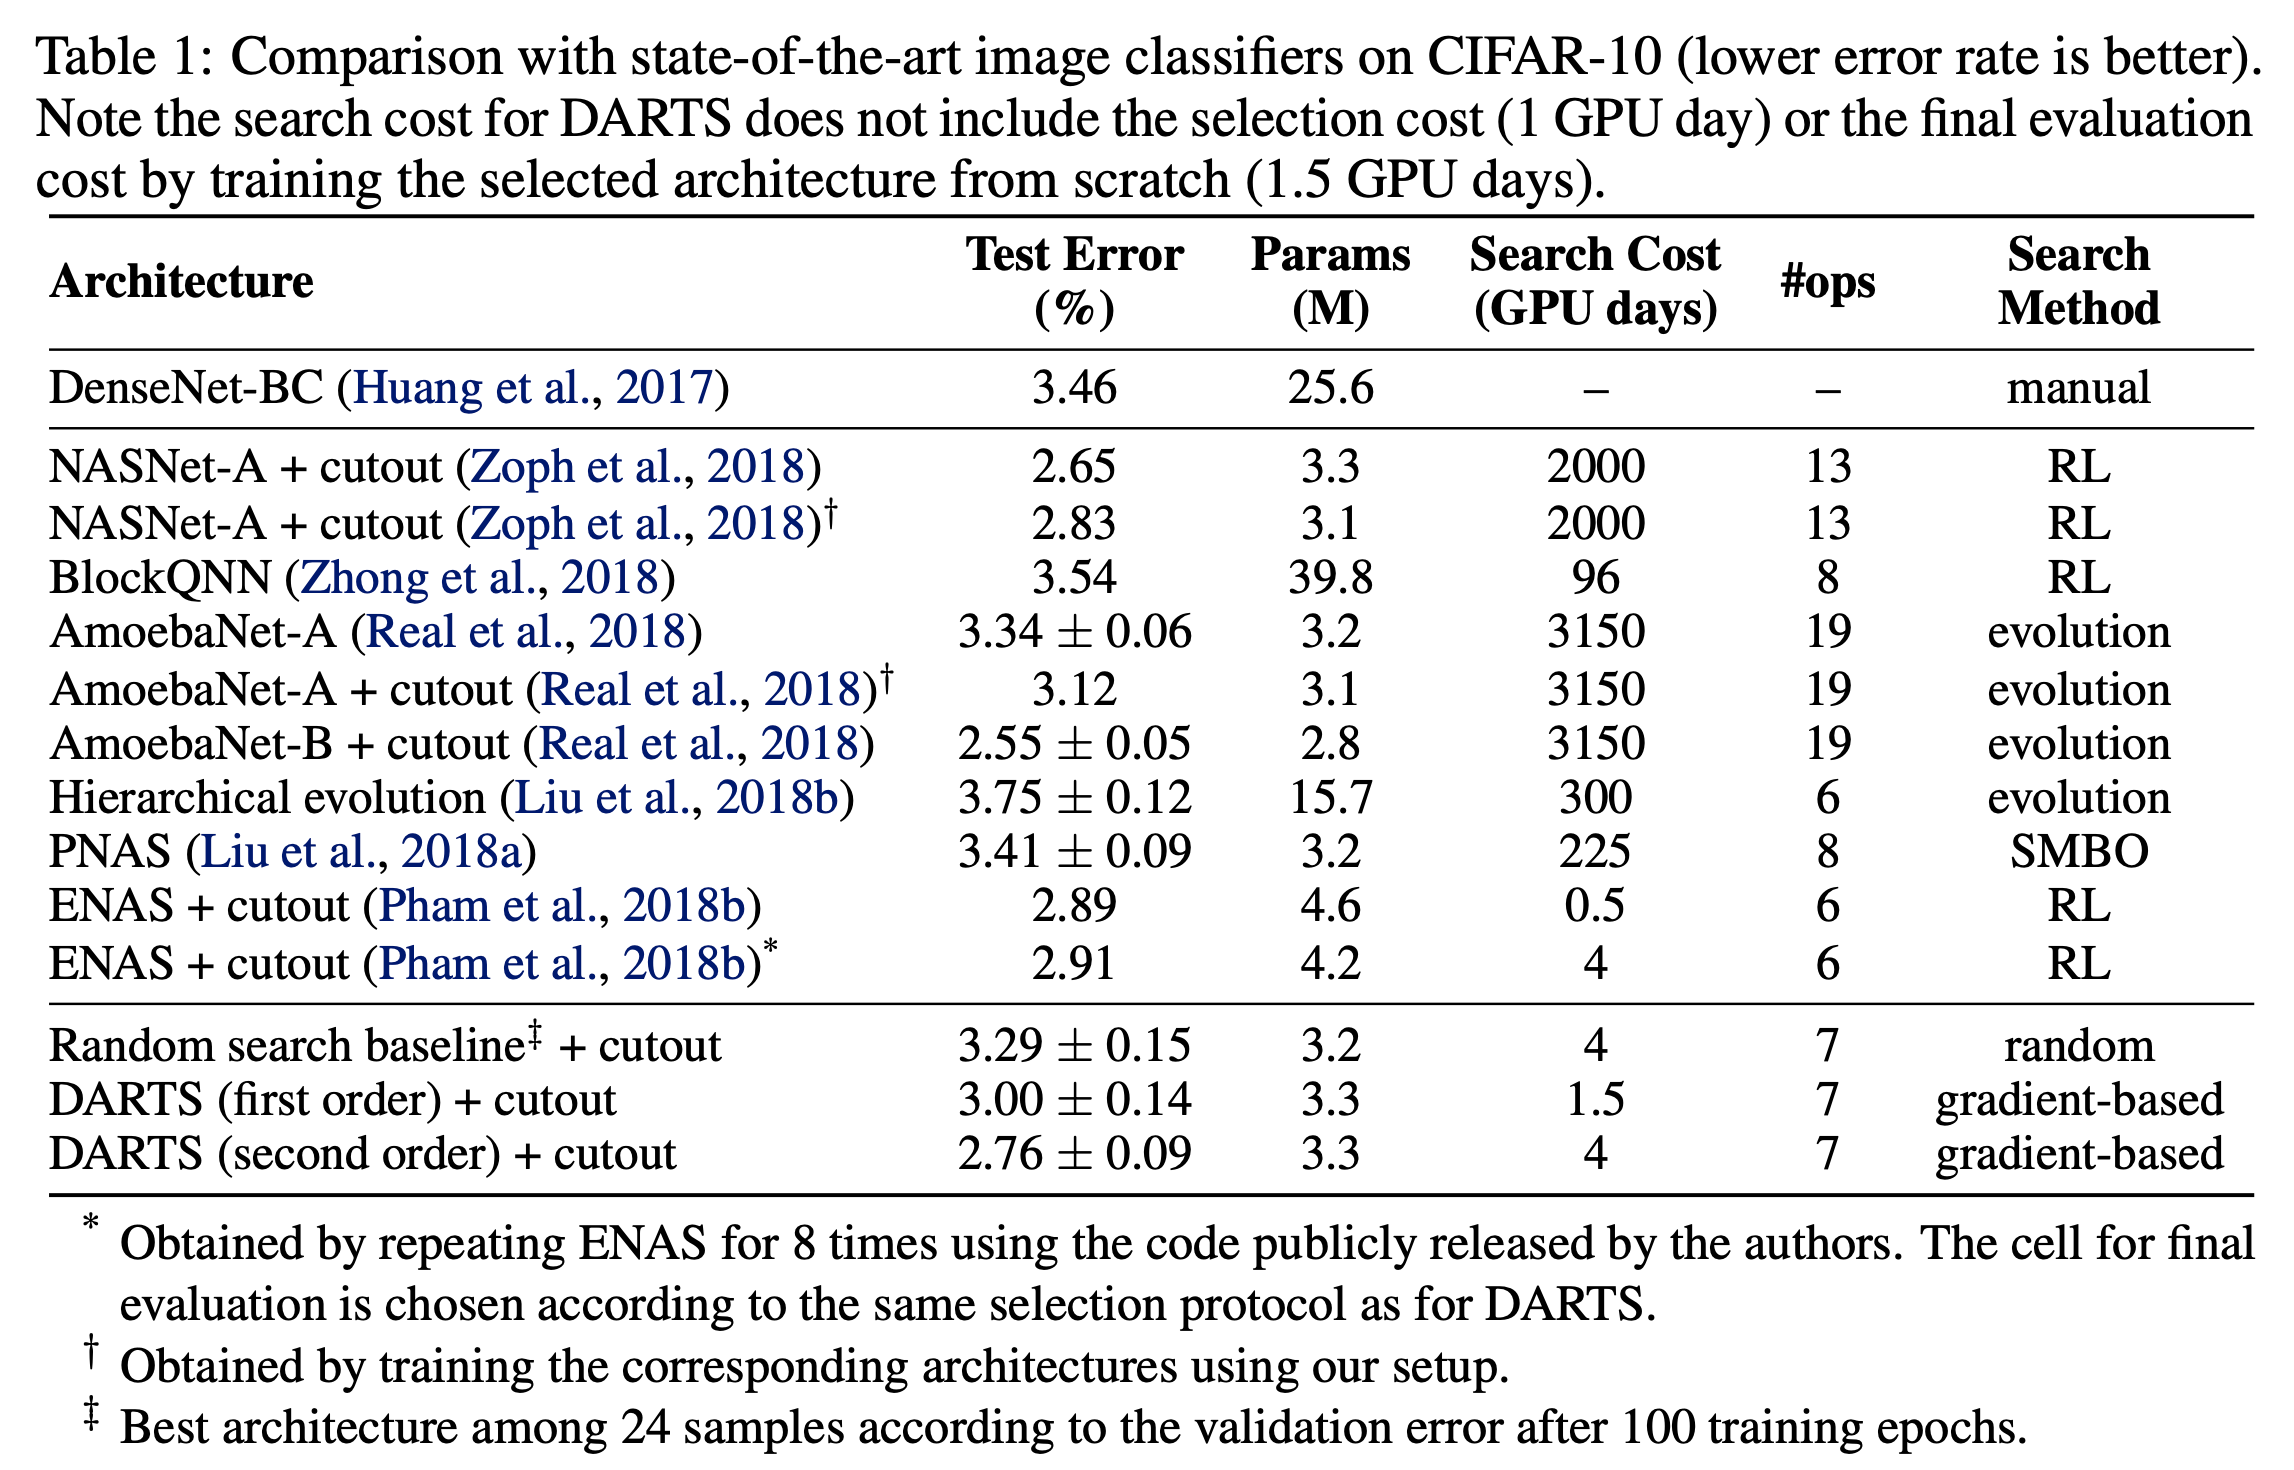 Table 1: Comparison with state-of-the-art image classifiers on CIFAR-10 (lower error rate is better).
Note the search cost for DARTS does not include the selection cost (1 GPU day) or the final evaluation
cost by training the selected architecture from scratch (1.5 GPU days).
Architecture Test Error (%) Params (M) Search Cost (GPU days) #ops Search Method
DenseNet-BC (Huang et al., 2017) 3.46 25.6 – – manual
NASNet-A + cutout (Zoph et al., 2018) 2.65 3.3 2000 13 RL
NASNet-A + cutout (Zoph et al., 2018)† 2.83 3.1 2000 13 RL
BlockQNN (Zhong et al., 2018) 3.54 39.8 96 8 RL
AmoebaNet-A (Real et al., 2018) 3.34 ± 0.06 3.2 3150 19 evolution
AmoebaNet-A + cutout (Real et al., 2018)† 3.12 3.1 3150 19 evolution
AmoebaNet-B + cutout (Real et al., 2018) 2.55 ± 0.05 2.8 3150 19 evolution
Hierarchical evolution (Liu et al., 2018b) 3.75 ± 0.12 15.7 300 6 evolution
PNAS (Liu et al., 2018a) 3.41 ± 0.09 3.2 225 8 SMBO
ENAS + cutout (Pham et al., 2018b) 2.89 4.6 0.5 6 RL
ENAS + cutout (Pham et al., 2018b)* 2.91 4.2 4 6 RL
Random search baseline‡ + cutout 3.29 ± 0.15 3.2 4 7 random
DARTS (first order) + cutout 3.00 ± 0.14 3.3 1.5 7 gradient-based
DARTS (second order) + cutout 2.76 ± 0.09 3.3 4 7 gradient-based
* Obtained by repeating ENAS for 8 times using the code publicly released by the authors. The cell for final
evaluation is chosen according to the same selection protocol as for DARTS.
† Obtained by training the corresponding architectures using our setup.
‡ Best architecture among 24 samples according to the validation error after 100 training epochs.